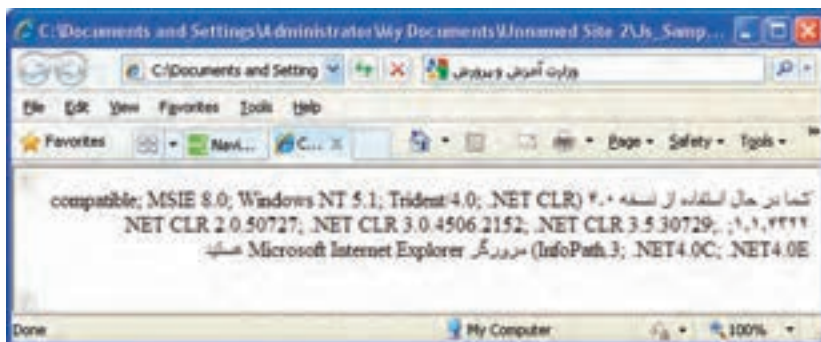 C:\Documents and Settings\Administrator\My Documents\Unnamed Site 2\Js_Samp...
C:\Documents and Setting
وزارت آموزش و پرورش
File Edit View Favorites Tools Help
Favorites Navi... C... Page Safety Tools
شما در حال استفاده از نسخه ۴.۰ (compatible; MSIE 8.0; Windows NT 5.1; Trident/4.0; .NET CLR
۱.۱.۴۳۲۲; .NET CLR 2.0.50727; .NET CLR 3.0.4506.2152; .NET CLR 3.5.30729;
InfoPath.3; .NET4.0C; .NET4.0E) مرورگر Microsoft Internet Explorer هستید
Done My Computer 100%